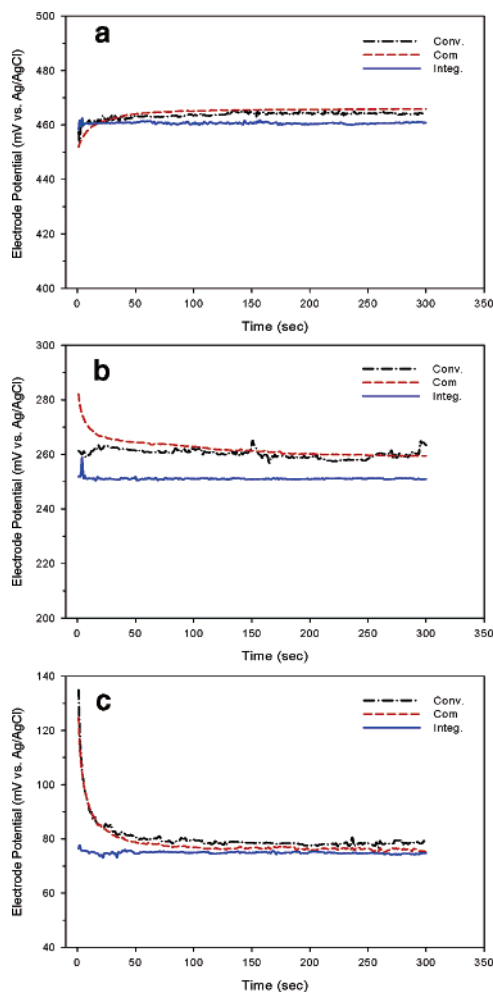 a
500
480
460
440
420
400
Electrode Potential (mV vs. Ag/AgCl)
Conv.
Com
Integ.
0 50 100 150 200 250 300 350
Time (sec)
b
300
280
260
240
220
200
Electrode Potential (mV vs. Ag/AgCl)
Conv.
Com
Integ.
0 50 100 150 200 250 300 350
Time (sec)
c
140
120
100
80
60
40
Electrode Potential (mV vs. Ag/AgCl)
Conv.
Com
Integ.
0 50 100 150 200 250 300 350
Time (sec)